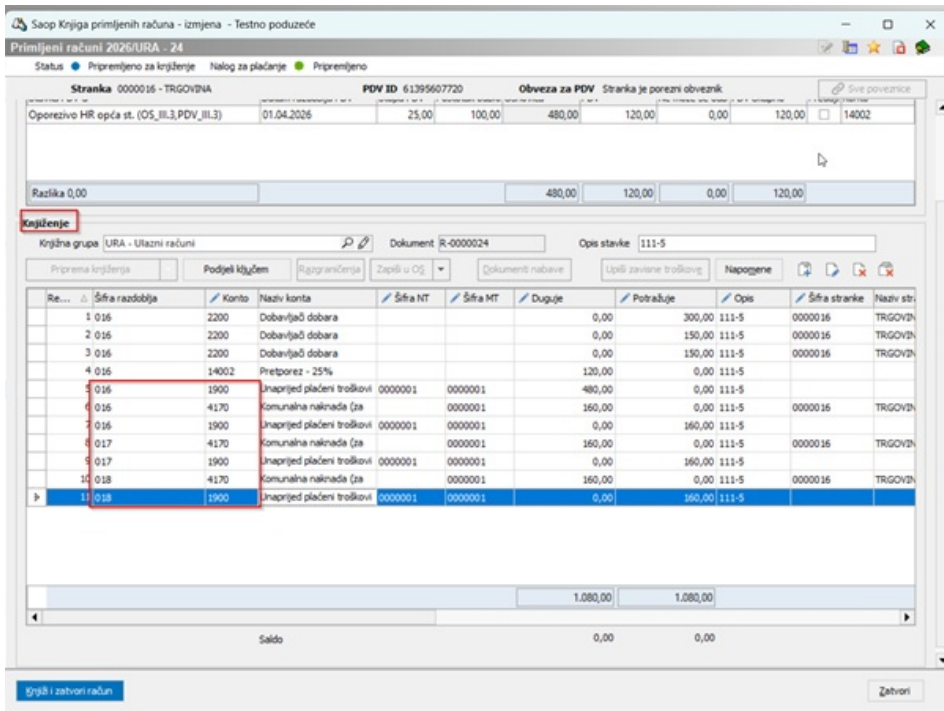 Saop Knjiga primljenih računa - izmjena - Testno poduzeće
Primljeni računi 2026/URA - 24
Status Pripremljeno za knjiženje Nalog za plaćanje Pripremljeno
Stranka 0000016 - TRGOVINA PDV ID 61395607720 Obveza za PDV Stranka je porezni obveznik Sve poveznice
Oporezivo HR opća st. (OS_III.3,PDV_III.3) 01.04.2026 25,00 100,00 480,00 120,00 0,00 120,00 14002
Razlika 0,00 480,00 120,00 0,00 120,00
Knjiženje
Knjižna grupa URA - Ulazni računi Dokument R-0000024 Opis stavke 111-5
Priprema knjiženja Podijeli ključem Razgraničenja Zapiši u OS Dokumenti nabave Upiši zavisne troškove Napomene
Re... Šifra razdoblja Konto Naziv konta Šifra NT Šifra MT Duguje Potražuje Opis Šifra stranke Naziv str
1 016 2200 Dobavljači dobara 0,00 300,00 111-5 0000016 TRGOVIN
2 016 2200 Dobavljači dobara 0,00 150,00 111-5 0000016 TRGOVIN
3 016 2200 Dobavljači dobara 0,00 150,00 111-5 0000016 TRGOVIN
4 016 14002 Pretporez - 25% 120,00 0,00 111-5
5 016 1900 Unaprijed plaćeni troškovi 0000001 0000001 480,00 0,00 111-5
6 016 4170 Komunalna naknada (za 0000001 160,00 0,00 111-5 0000016 TRGOVIN
7 016 1900 Unaprijed plaćeni troškovi 0000001 0000001 0,00 160,00 111-5
8 017 4170 Komunalna naknada (za 0000001 160,00 0,00 111-5 0000016 TRGOVIN
9 017 1900 Unaprijed plaćeni troškovi 0000001 0000001 0,00 160,00 111-5
10 018 4170 Komunalna naknada (za 0000001 160,00 0,00 111-5 0000016 TRGOVIN
11 018 1900 Unaprijed plaćeni troškovi 0000001 0000001 0,00 160,00 111-5
1.080,00 1.080,00
Saldo 0,00 0,00
Knjiži i zatvori račun Zatvori